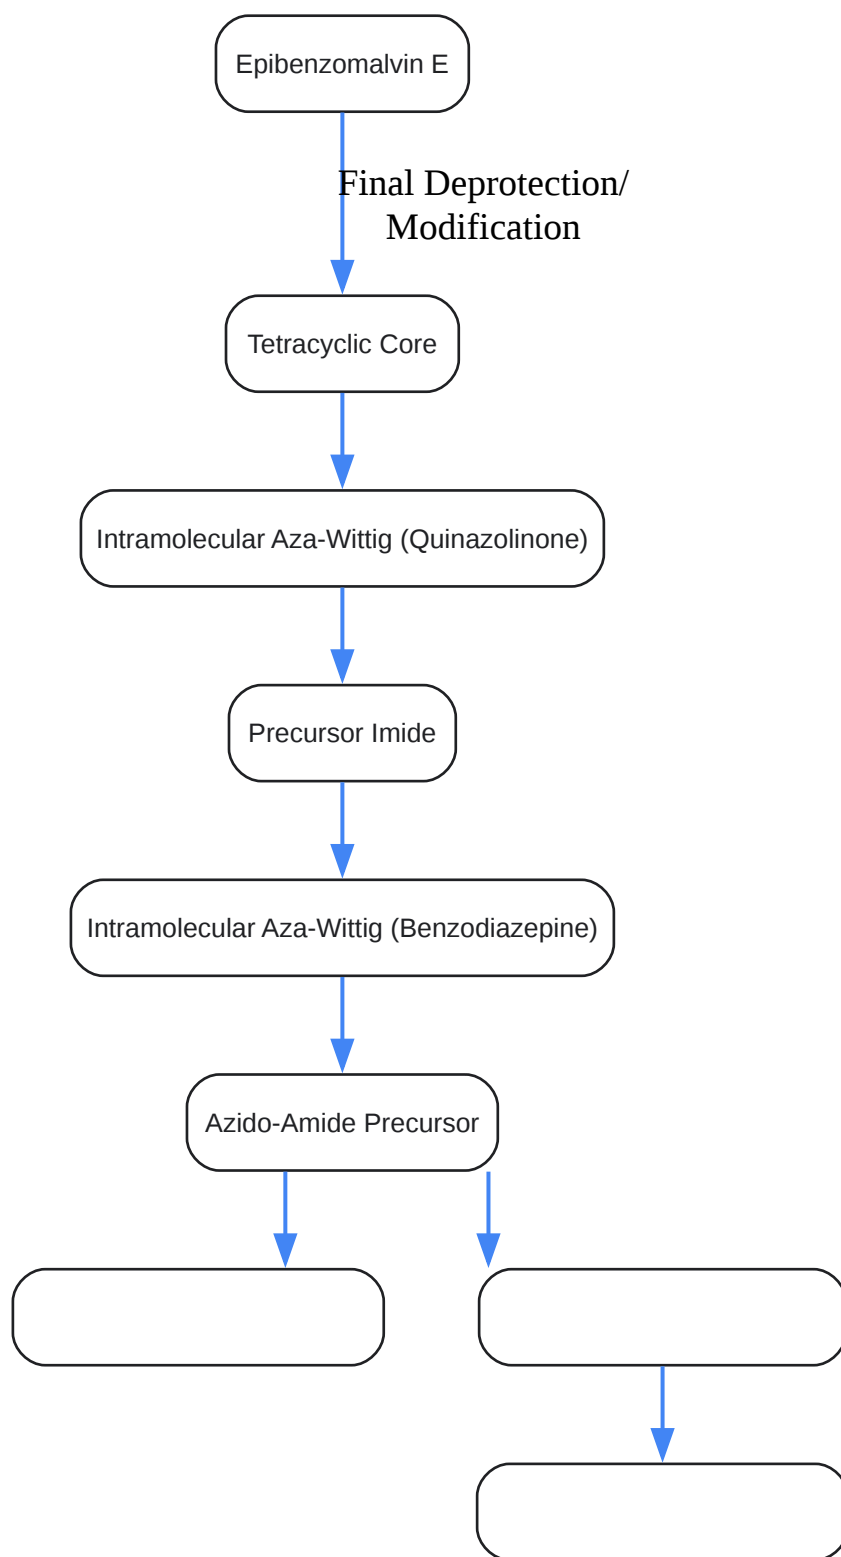 Epibenzomalvin E
Final Deprotection/
Modification
Tetracyclic Core
Intramolecular Aza-Wittig (Quinazolinone)
Precursor Imide
Intramolecular Aza-Wittig (Benzodiazepine)
Azido-Amide Precursor